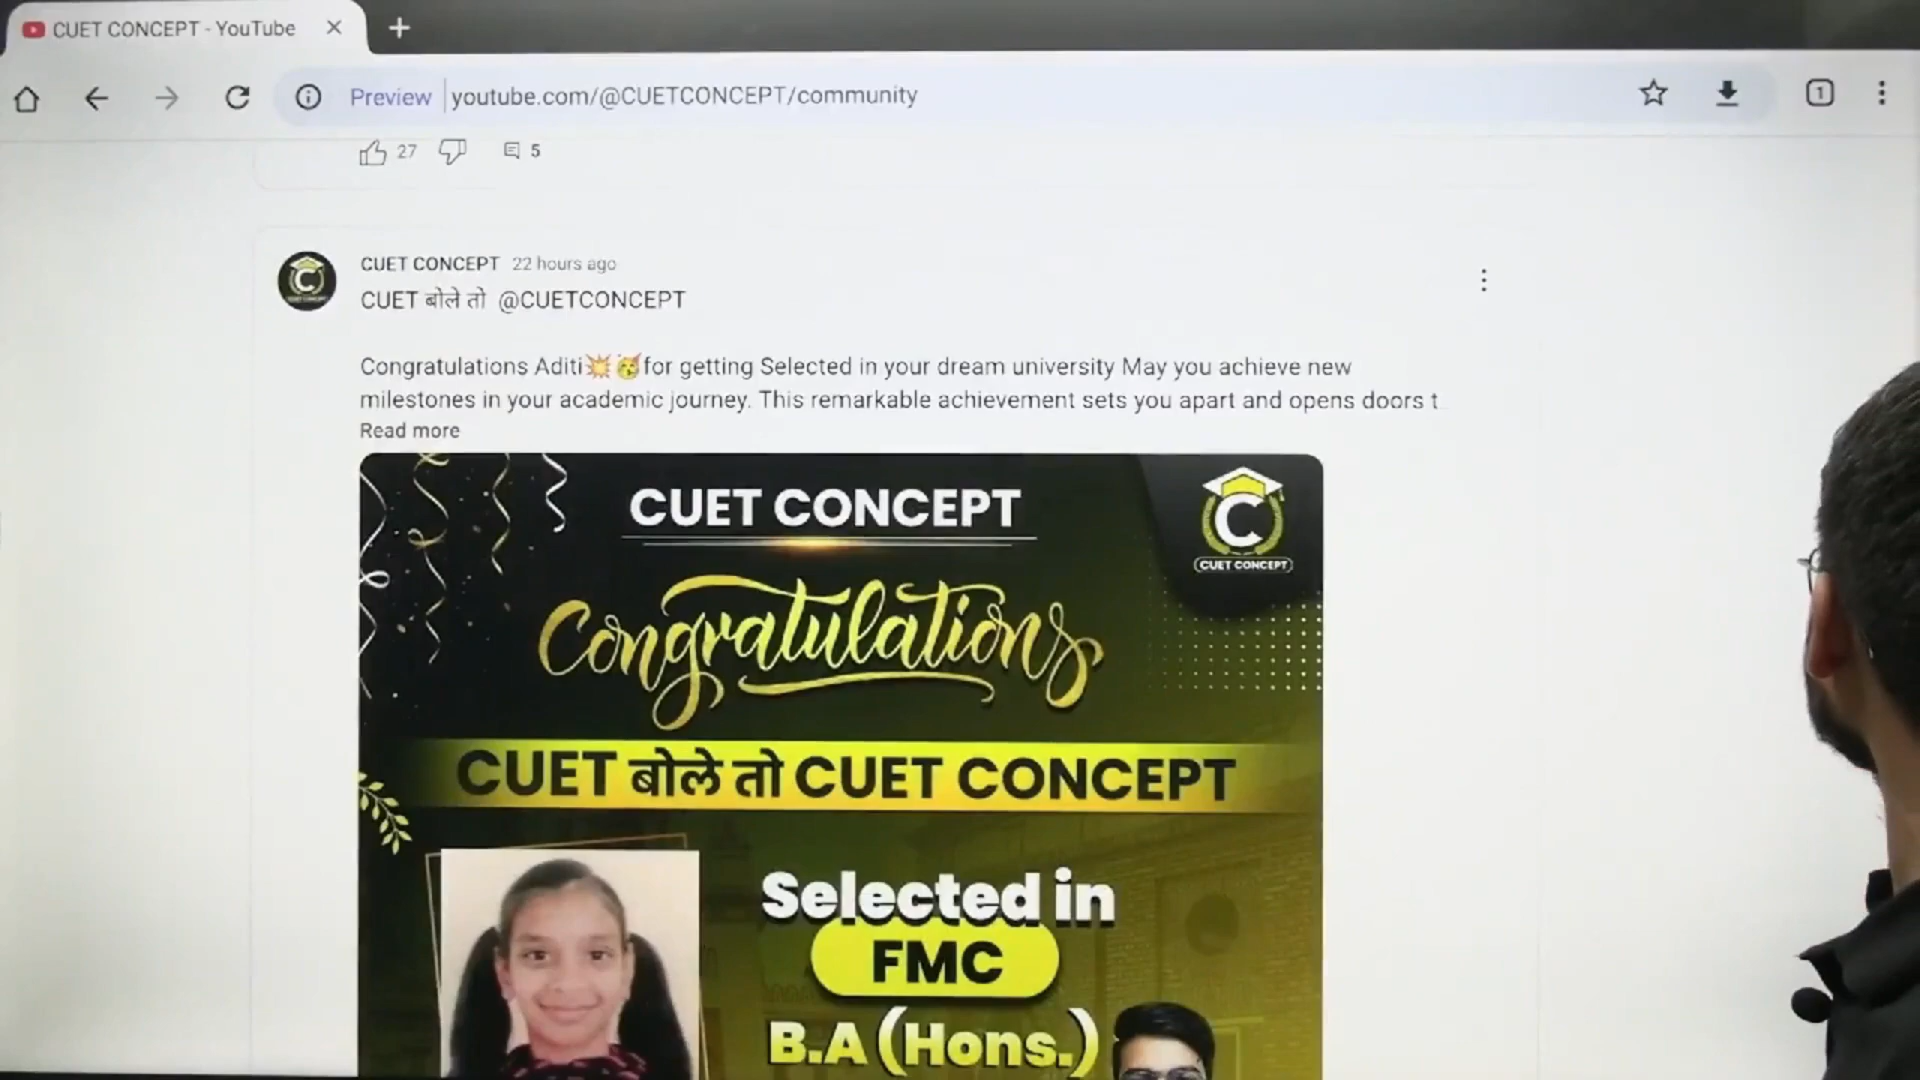 CUET CONCEPT - YouTube
Preview youtube.com/@CUETCONCEPT/community
1
27 5
CUET CONCEPT 22 hours ago
CUET बोले तो @CUETCONCEPT
Congratulations Aditi💥🥳for getting Selected in your dream university May you achieve new
milestones in your academic journey. This remarkable achievement sets you apart and opens doors t
Read more
CUET CONCEPT
C
CUET CONCEPT
Congratulations
CUET बोले तो CUET CONCEPT
Selected in
FMC
B.A (Hons.)